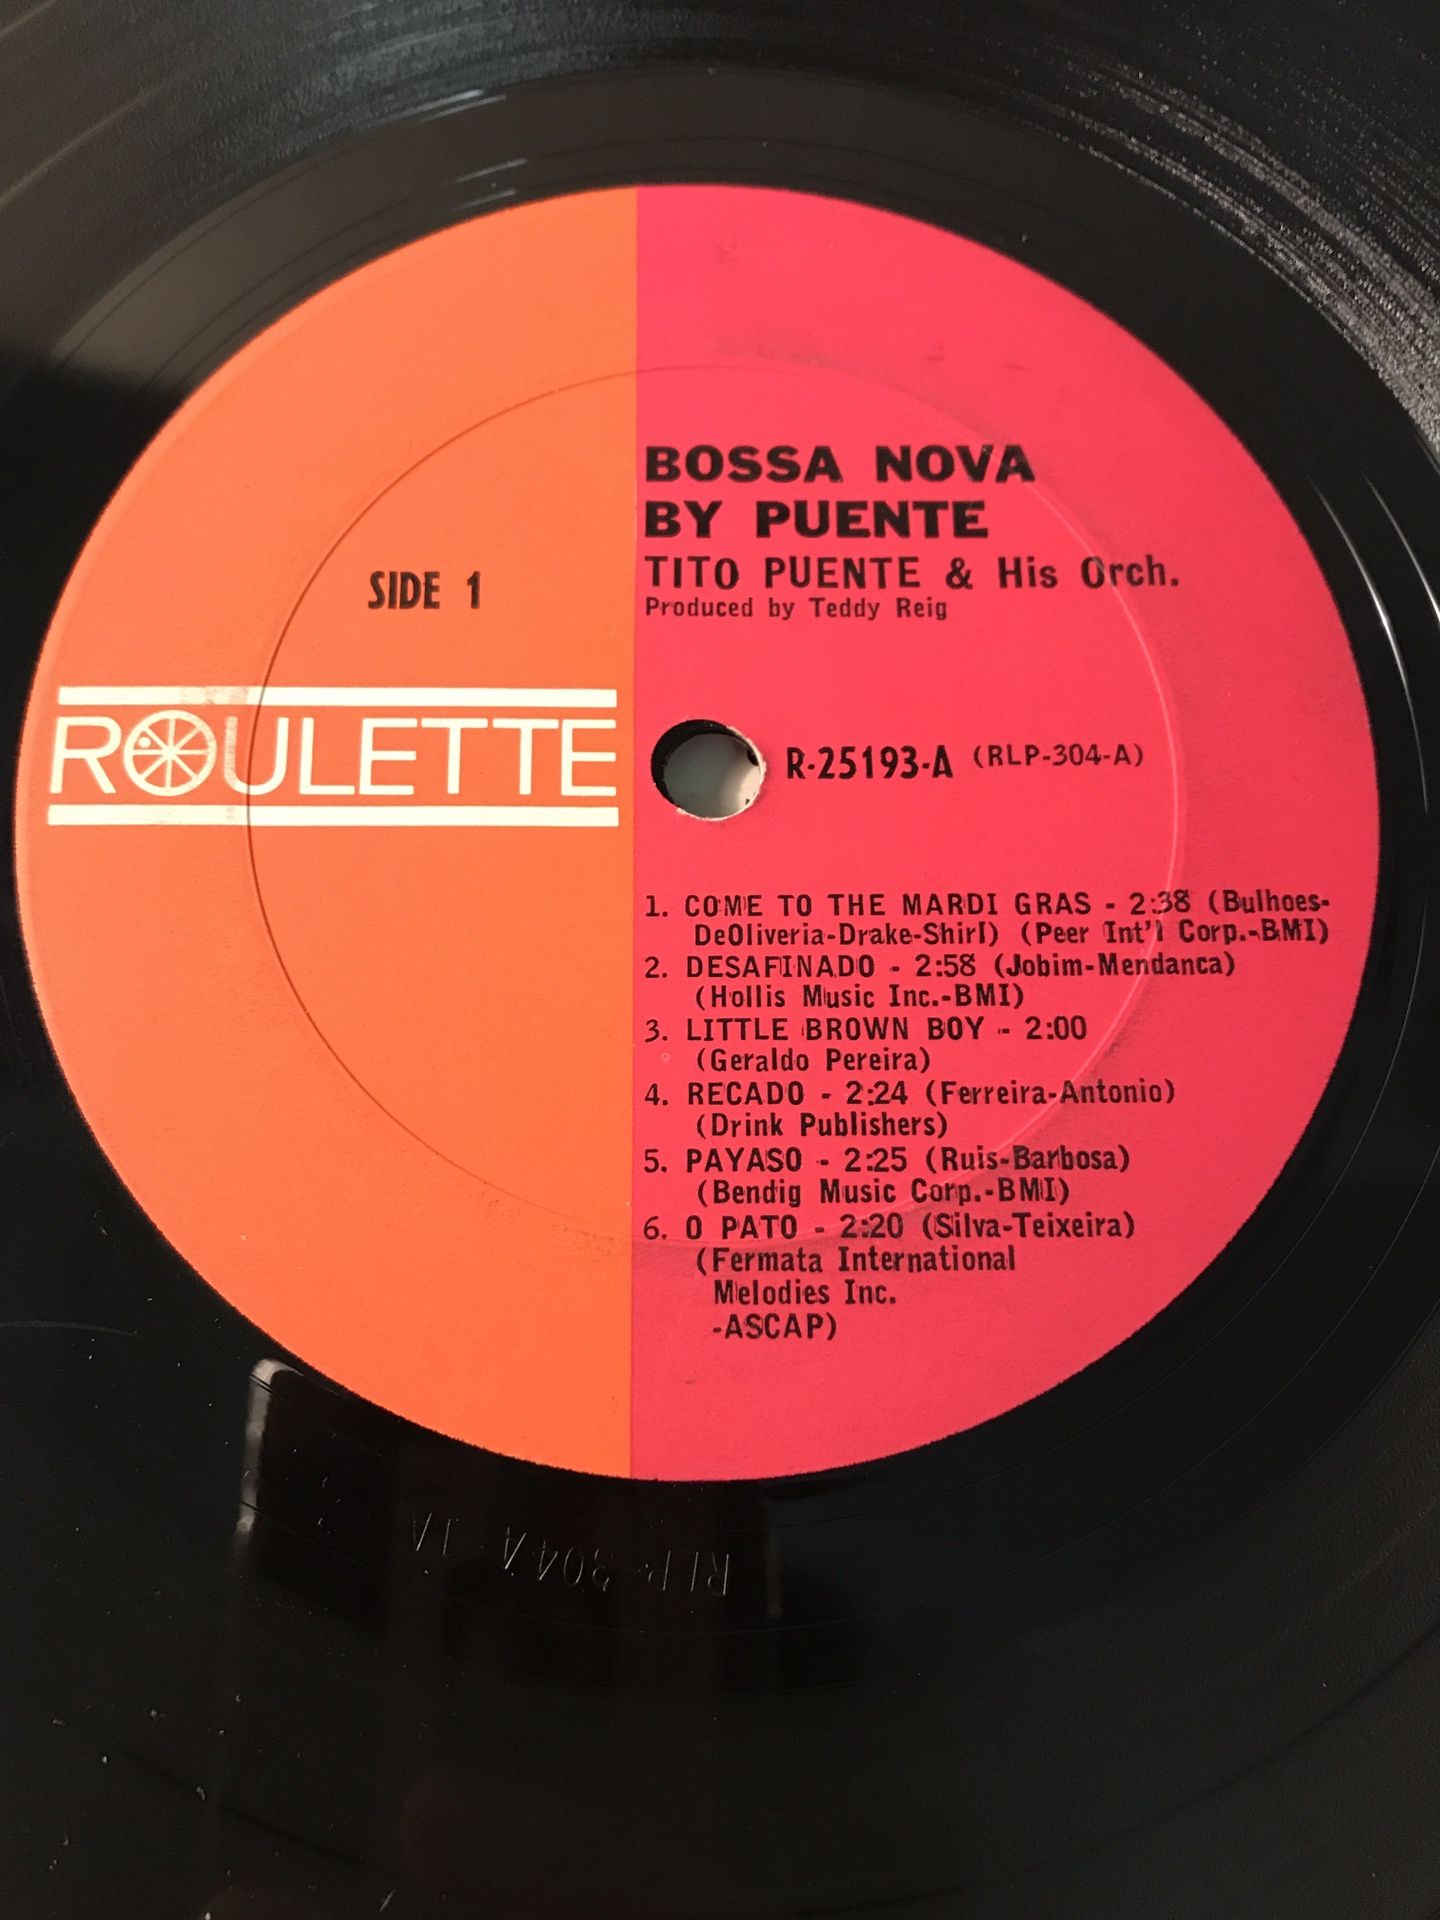 SIDE 1
ROULETTE
BOSSA NOVA
BY PUENTE
TITO PUENTE & His Orch.
Produced by Teddy Reig
R-25193-A (RLP-304-A)
1. COME TO THE MARDI GRAS - 2:38 (Bulhoes-
DeOliveria-Drake-Shirl) (Peer Int'l Corp.-BMI)
2. DESAFINADO - 2:58 (Jobim-Mendanca)
(Hollis Music Inc.-BMI)
3. LITTLE BROWN BOY - 2:00
(Geraldo Pereira)
4. RECADO - 2:24 (Ferreira-Antonio)
(Drink Publishers)
5. PAYASO - 2:25 (Ruis-Barbosa)
(Bendig Music Corp.-BMI)
6. O PATO - 2:20 (Silva-Teixeira)
(Fermata International
Melodies Inc.
-ASCAP)
RLP-304A 1A